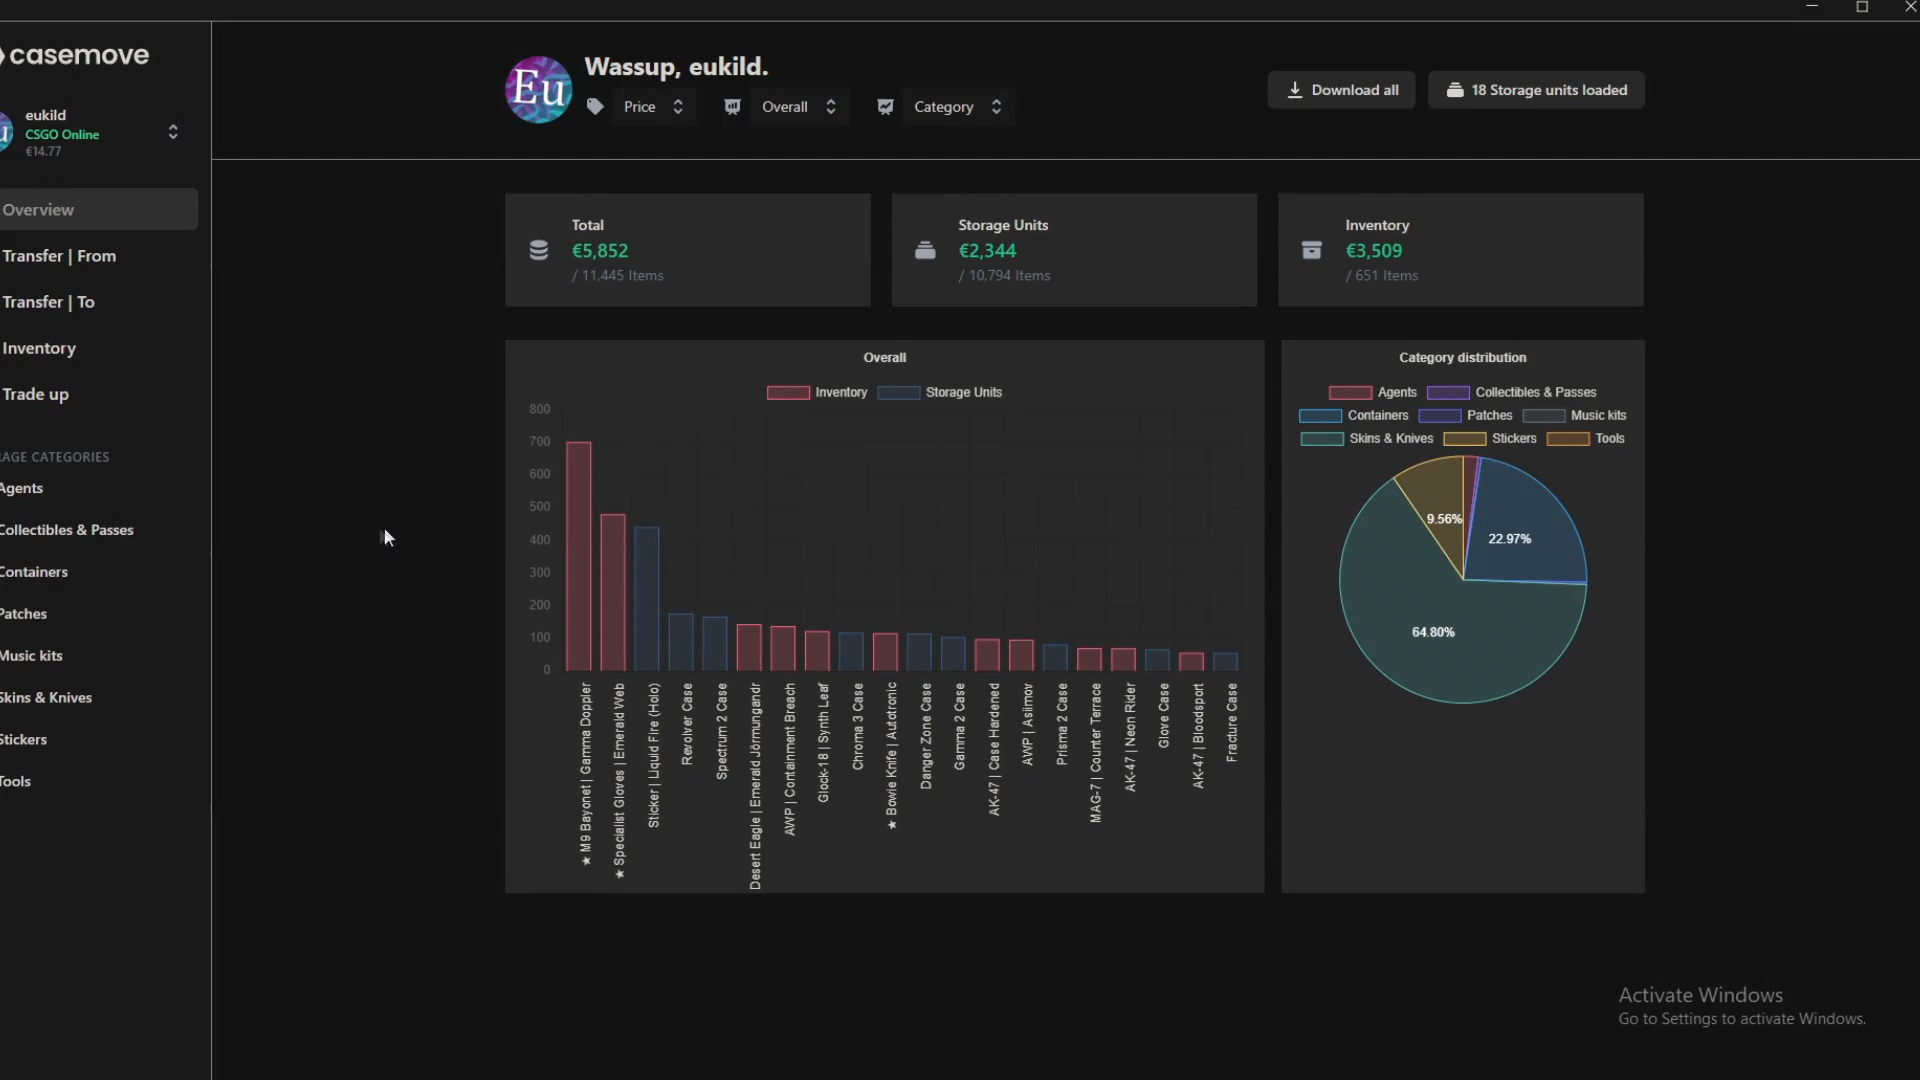 casemove
eukild
CSGO Online
€14.77
Overview
Transfer | From
Transfer | To
Inventory
Trade up
AGE CATEGORIES
Agents
Collectibles & Passes
Containers
Patches
Music kits
Skins & Knives
Stickers
Tools
Eu
Wassup, eukild.
Price
Overall
Category
Download all
18 Storage units loaded
Total
€5,852
/ 11,445 Items
Storage Units
€2,344
/ 10,794 Items
Inventory
€3,509
/ 651 Items
Overall
Inventory
Storage Units
800
700
600
500
400
300
200
100
0
★ M9 Bayonet | Gamma Doppler
★ Specialist Gloves | Emerald Web
Sticker | Liquid Fire (Holo)
Revolver Case
Spectrum 2 Case
Desert Eagle | Emerald Jörmungandr
AWP | Containment Breach
Glock-18 | Synth Leaf
Chroma 3 Case
★ Bowie Knife | Autotronic
Danger Zone Case
Gamma 2 Case
AK-47 | Case Hardened
AWP | Asiimov
Prisma 2 Case
MAG-7 | Counter Terrace
AK-47 | Neon Rider
Glove Case
AK-47 | Bloodsport
Fracture Case
Category distribution
Agents
Collectibles & Passes
Containers
Patches
Music kits
Skins & Knives
Stickers
Tools
9.56%
22.97%
64.80%
Activate Windows
Go to Settings to activate Windows.